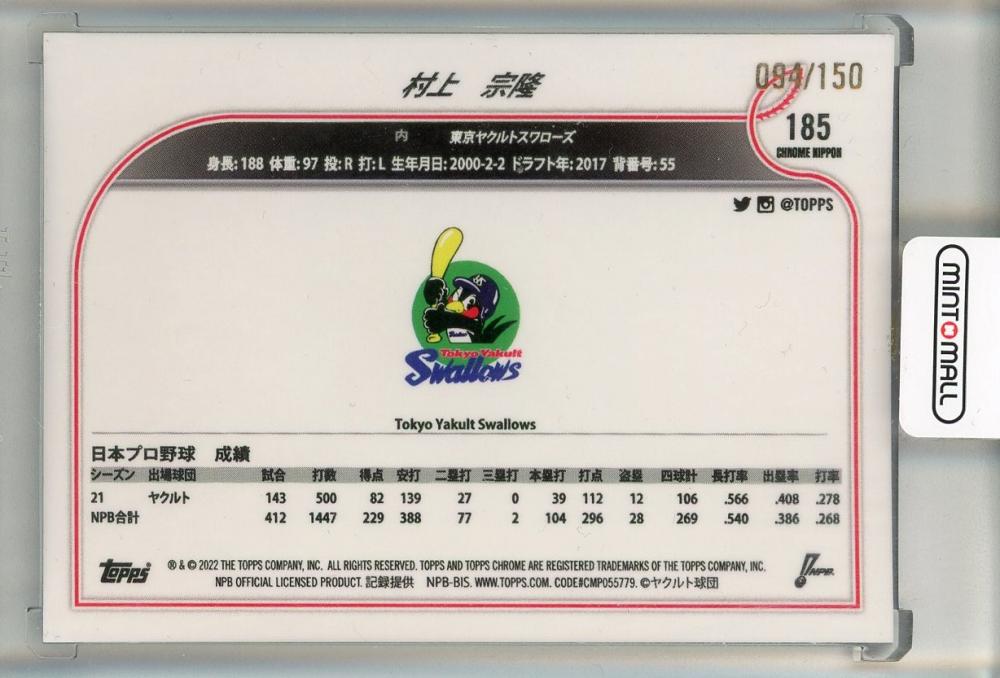 村上 宗隆
094/150
185
CHROME NIPPON
内 東京ヤクルトスワローズ
身長:188 体重:97 投:R 打:L 生年月日:2000-2-2 ドラフト年:2017 背番号:55
@TOPPS
Tokyo Yakult
Swallows
Tokyo Yakult Swallows
日本プロ野球 成績
シーズン 出場球団 試合 打数 得点 安打 二塁打 三塁打 本塁打 打点 盗塁 四球計 長打率 出塁率 打率
21 ヤクルト 143 500 82 139 27 0 39 112 12 106 .566 .408 .278
NPB合計 412 1447 229 388 77 2 104 296 28 269 .540 .386 .268
topps
® & © 2022 THE TOPPS COMPANY, INC. ALL RIGHTS RESERVED. TOPPS AND TOPPS CHROME ARE REGISTERED TRADEMARKS OF THE TOPPS COMPANY, INC.
NPB OFFICIAL LICENSED PRODUCT. 記録提供 NPB-BIS. WWW.TOPPS.COM. CODE#CMP055779. ©ヤクルト球団
NPB
MINT MALL